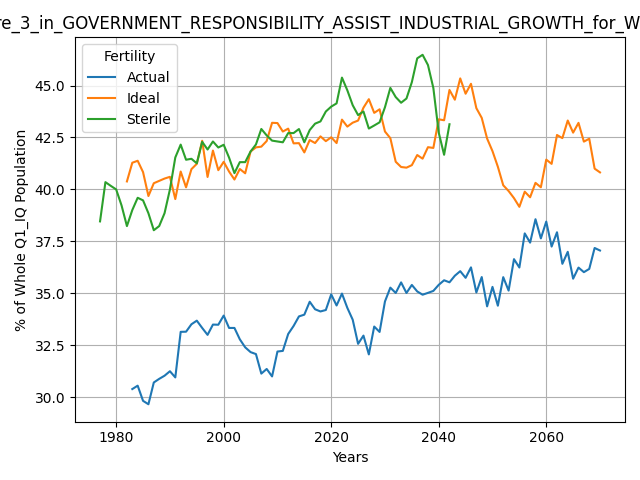 re_3_in_GOVERNMENT_RESPONSIBILITY_ASSIST_INDUSTRIAL_GROWTH_for_W
Fertility
Actual
Ideal
Sterile
% of Whole Q1_IQ Population
45.0
42.5
40.0
37.5
35.0
32.5
30.0
1980
2000
2020
2040
2060
Years